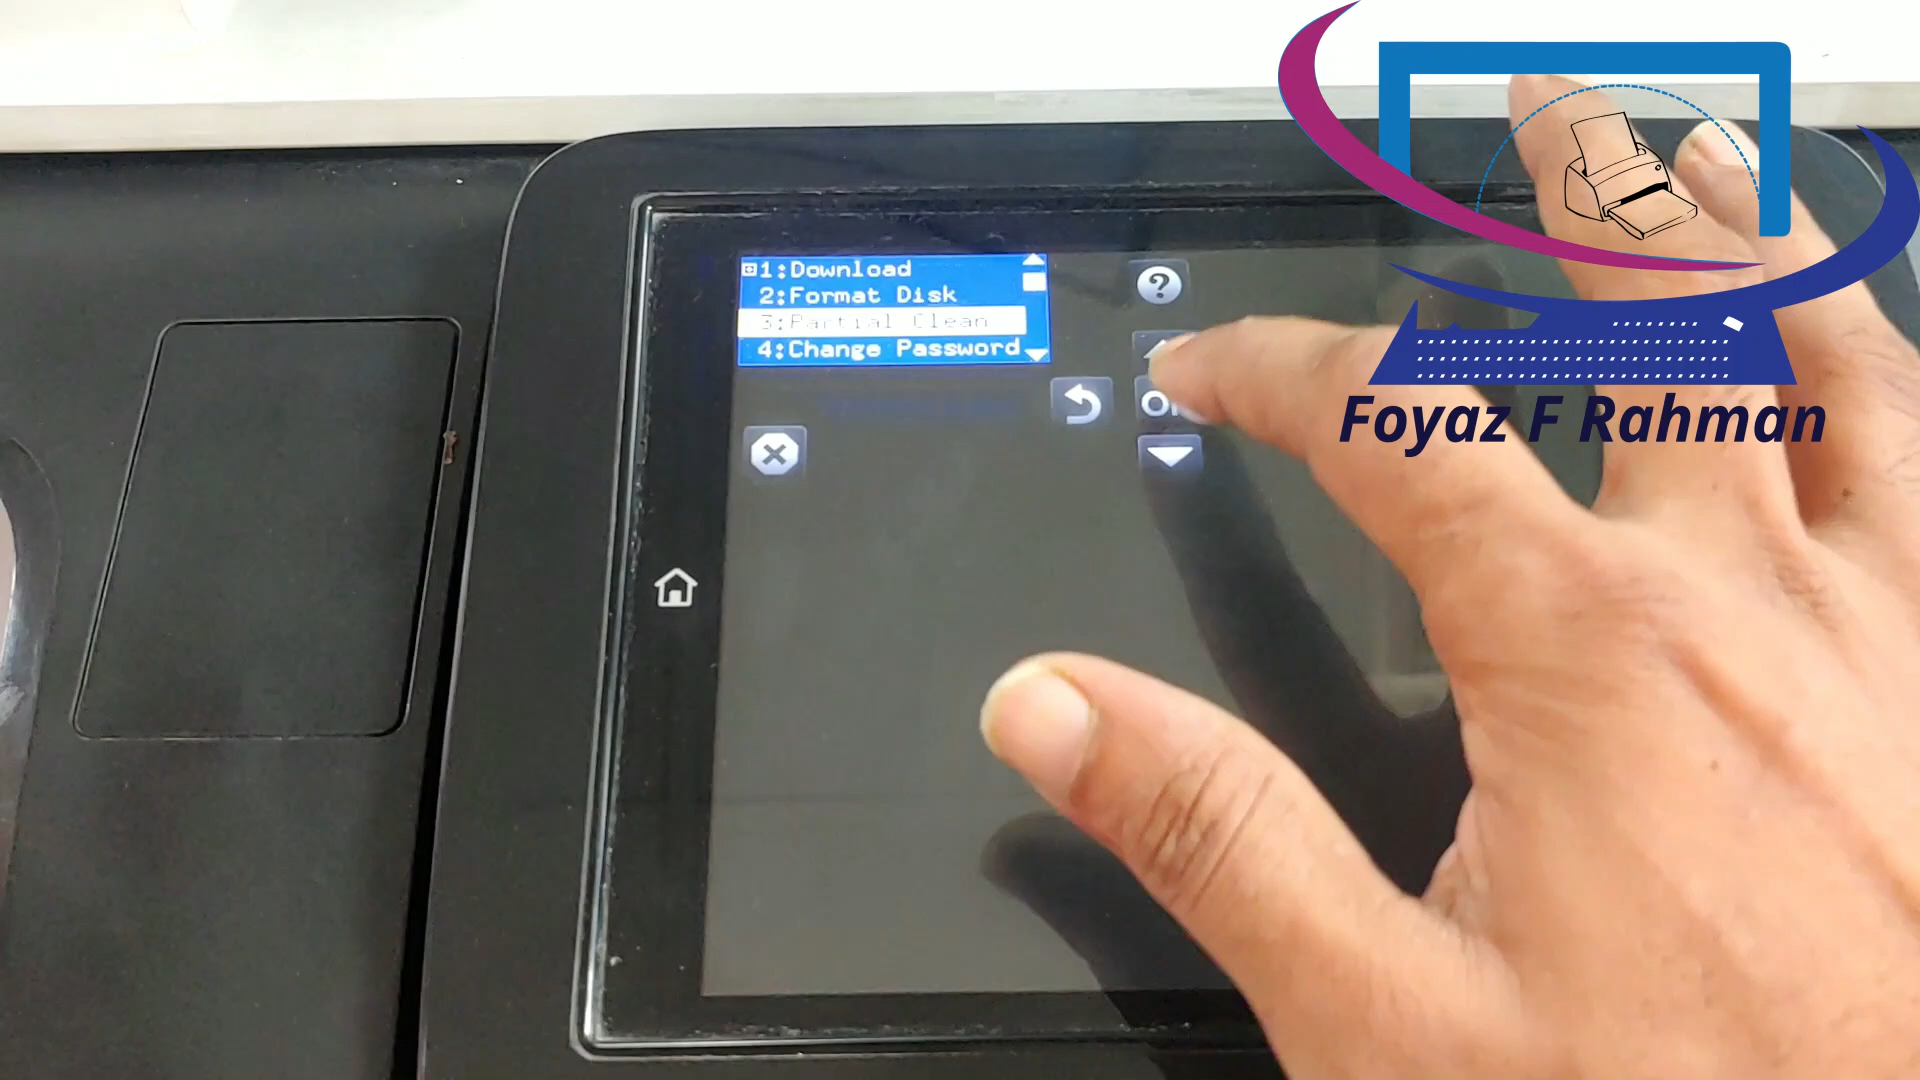 1:Download
2:Format Disk
3:Partial Clean
4:Change Password
?
Foyaz F Rahman